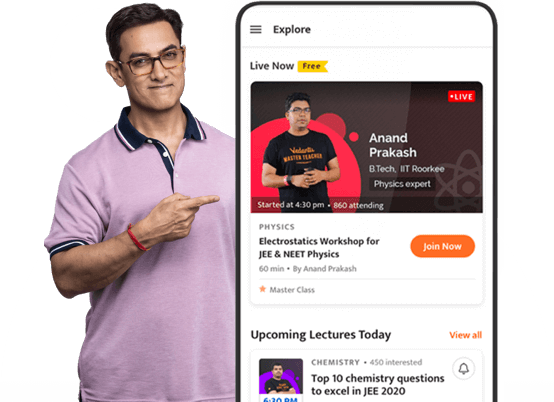 Explore
Live Now Free
LIVE
Vedantu
MASTER TEACHER
Anand
Prakash
B.Tech, IIT Roorkee
Physics expert
Started at 4:30 pm • 860 attending
PHYSICS
Electrostatics Workshop for
JEE & NEET Physics
60 min • By Anand Prakash
Join Now
Master Class
Upcoming Lectures Today
View all
CHEMISTRY • 450 interested
Top 10 chemistry questions
to excel in JEE 2020
6:30 PM